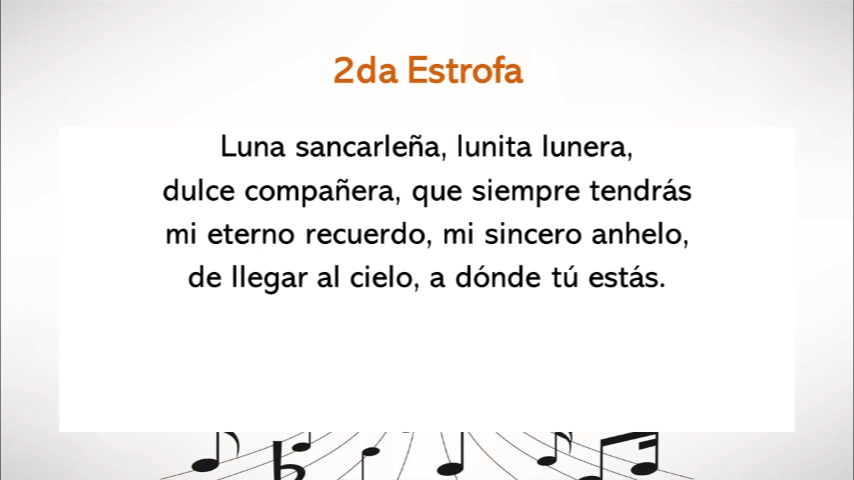 2da Estrofa
Luna sancarleña, lunita lunera,
dulce compañera, que siempre tendrás
mi eterno recuerdo, mi sincero anhelo,
de llegar al cielo, a dónde tú estás.